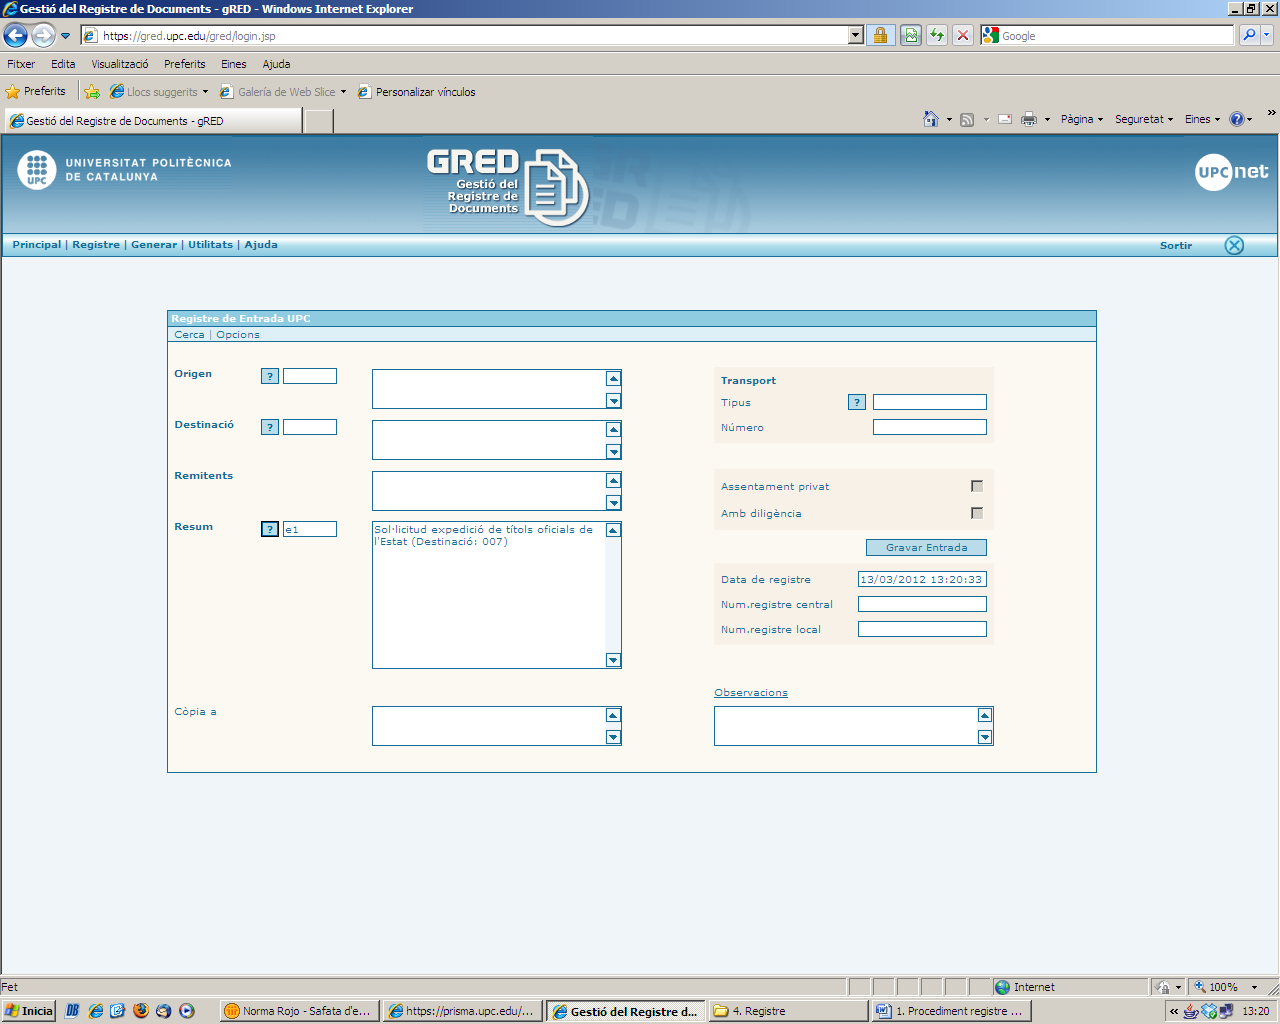 Gestió del Registre de Documents - gRED - Windows Internet Explorer
https://gred.upc.edu/gred/login.jsp
Google
Fitxer Edita Visualització Preferits Eines Ajuda
Preferits Llocs suggerits Galeria de Web Slice Personalizar vínculos
Gestió del Registre de Documents - gRED
Pàgina Seguretat Eines »
UPC
UNIVERSITAT POLITÈCNICA
DE CATALUNYA
GRED
Gestió del
Registre de
Documents
UPCnet
Principal | Registre | Generar | Utilitats | Ajuda
Sortir
Registre de Entrada UPC
Cerca | Opcions
Origen ?
Destinació ?
Remitents
Resum ? e1
Sol·licitud expedició de títols oficials de
l'Estat (Destinació: 007)
Còpia a
Transport
Tipus ?
Número
Assentament privat
Amb diligència
Gravar Entrada
Data de registre 13/03/2012 13:20:33
Num.registre central
Num.registre local
Observacions
Fet
Internet
100%
Inicia
Norma Rojo - Safata d'e...
https://prisma.upc.edu/...
Gestió del Registre d...
4. Registre
1. Procediment registre ...
«
13:20